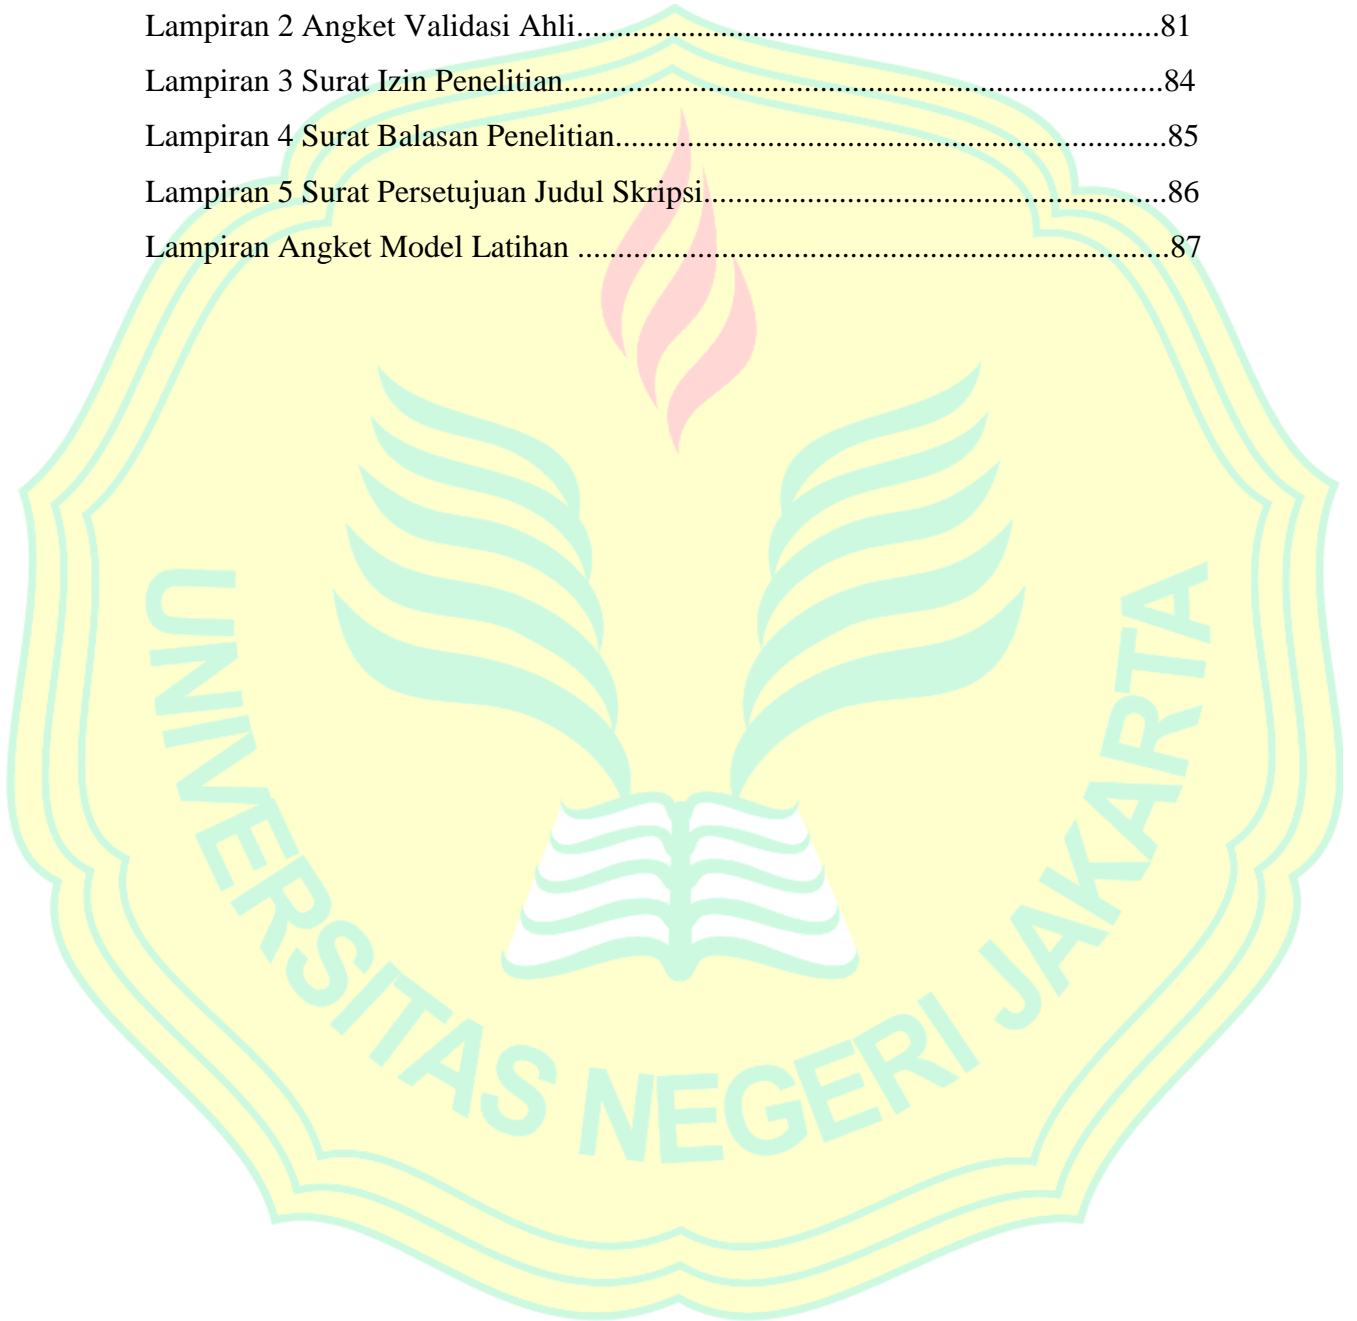 Lampiran 2 Angket Validasi Ahli........................................................................81
Lampiran 3 Surat Izin Penelitian..........................................................................84
Lampiran 4 Surat Balasan Penelitian....................................................................85
Lampiran 5 Surat Persetujuan Judul Skripsi.........................................................86
Lampiran Angket Model Latihan .........................................................................87
UNIVERSITAS NEGERI JAKARTA